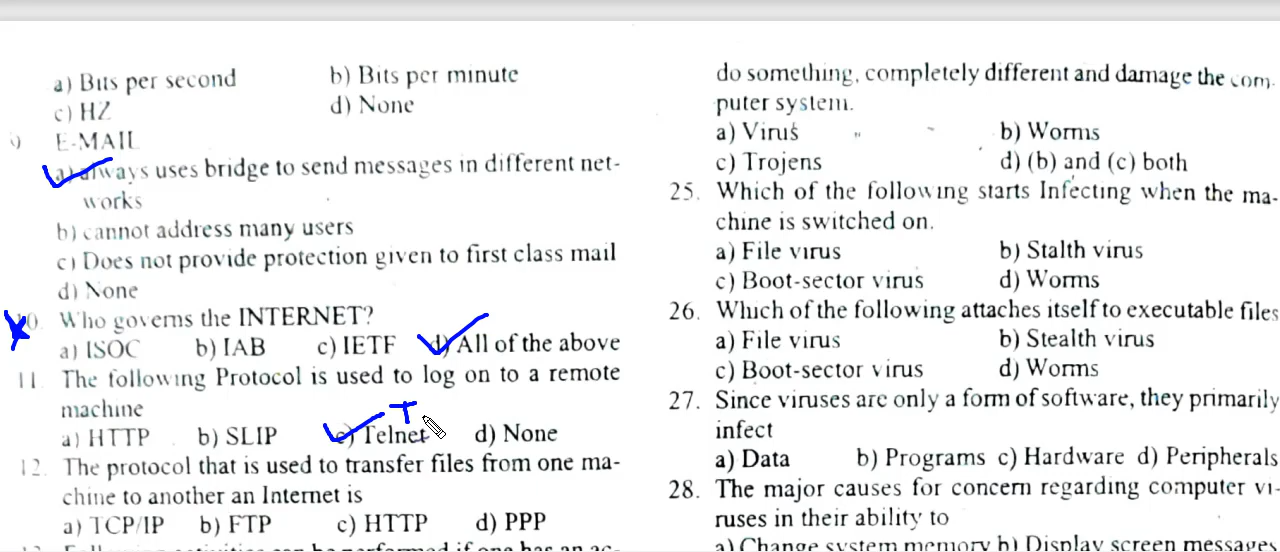 a) Bits per second b) Bits per minute
c) HZ d) None
9 E-MAIL
a) always uses bridge to send messages in different net-
works
b) cannot address many users
c) Does not provide protection given to first class mail
d) None
10. Who governs the INTERNET?
a) ISOC b) IAB c) IETF d) All of the above
11. The following Protocol is used to log on to a remote
machine
T
a) HTTP b) SLIP c) Telnet d) None
12. The protocol that is used to transfer files from one ma-
chine to another an Internet is
a) TCP/IP b) FTP c) HTTP d) PPP
do something, completely different and damage the com-
puter system.
a) Virus b) Worms
c) Trojens d) (b) and (c) both
25. Which of the following starts Infecting when the ma-
chine is switched on.
a) File virus b) Stalth virus
c) Boot-sector virus d) Worms
26. Which of the following attaches itself to executable files
a) File virus b) Stealth virus
c) Boot-sector virus d) Worms
27. Since viruses are only a form of software, they primarily
infect
a) Data b) Programs c) Hardware d) Peripherals
28. The major causes for concern regarding computer vi-
ruses in their ability to
a) Change system memory b) Display screen messages